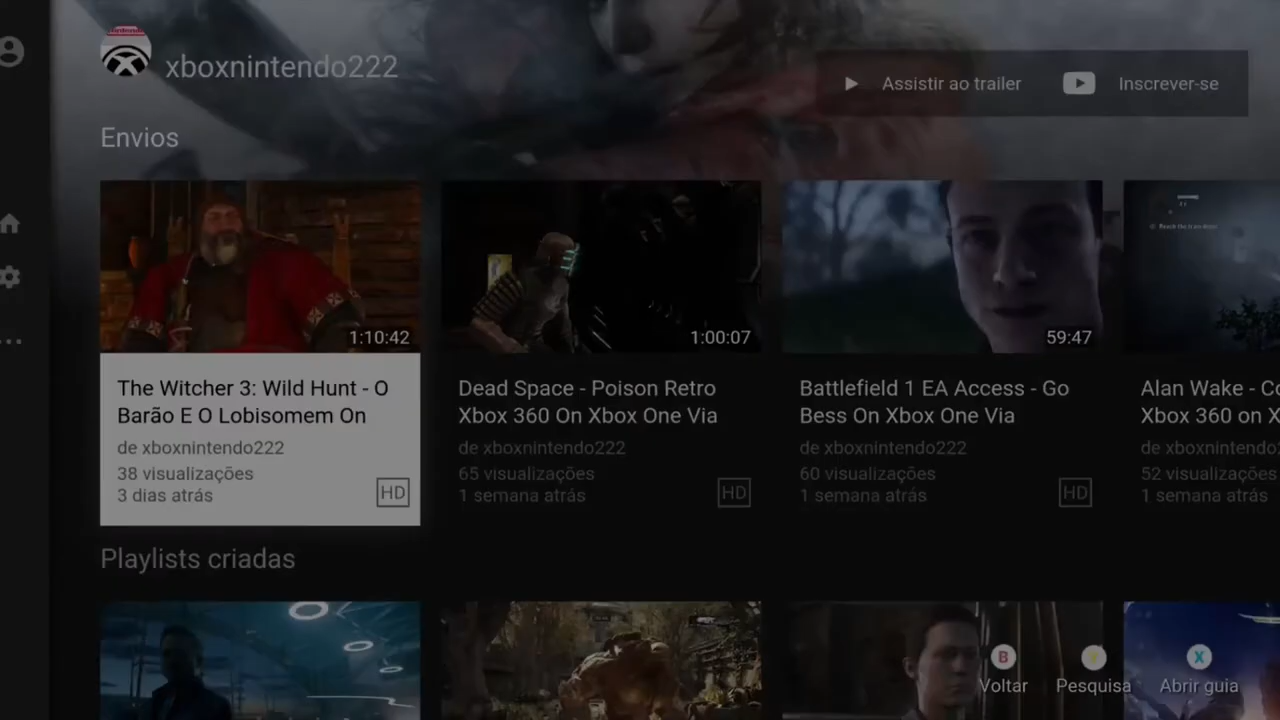 xboxnintendo222
Assistir ao trailer
Inscrever-se
Envios
1:10:42
1:00:07
59:47
The Witcher 3: Wild Hunt - O
Barão E O Lobisomem On
de xboxnintendo222
38 visualizações
3 dias atrás
HD
Dead Space - Poison Retro
Xbox 360 On Xbox One Via
de xboxnintendo222
65 visualizações
1 semana atrás
HD
Battlefield 1 EA Access - Go
Bess On Xbox One Via
de xboxnintendo222
60 visualizações
1 semana atrás
HD
Alan Wake - Co
Xbox 360 on X
de xboxnintendo
52 visualizações
1 semana atrás
Playlists criadas
B
Voltar
Y
Pesquisa
X
Abrir guia